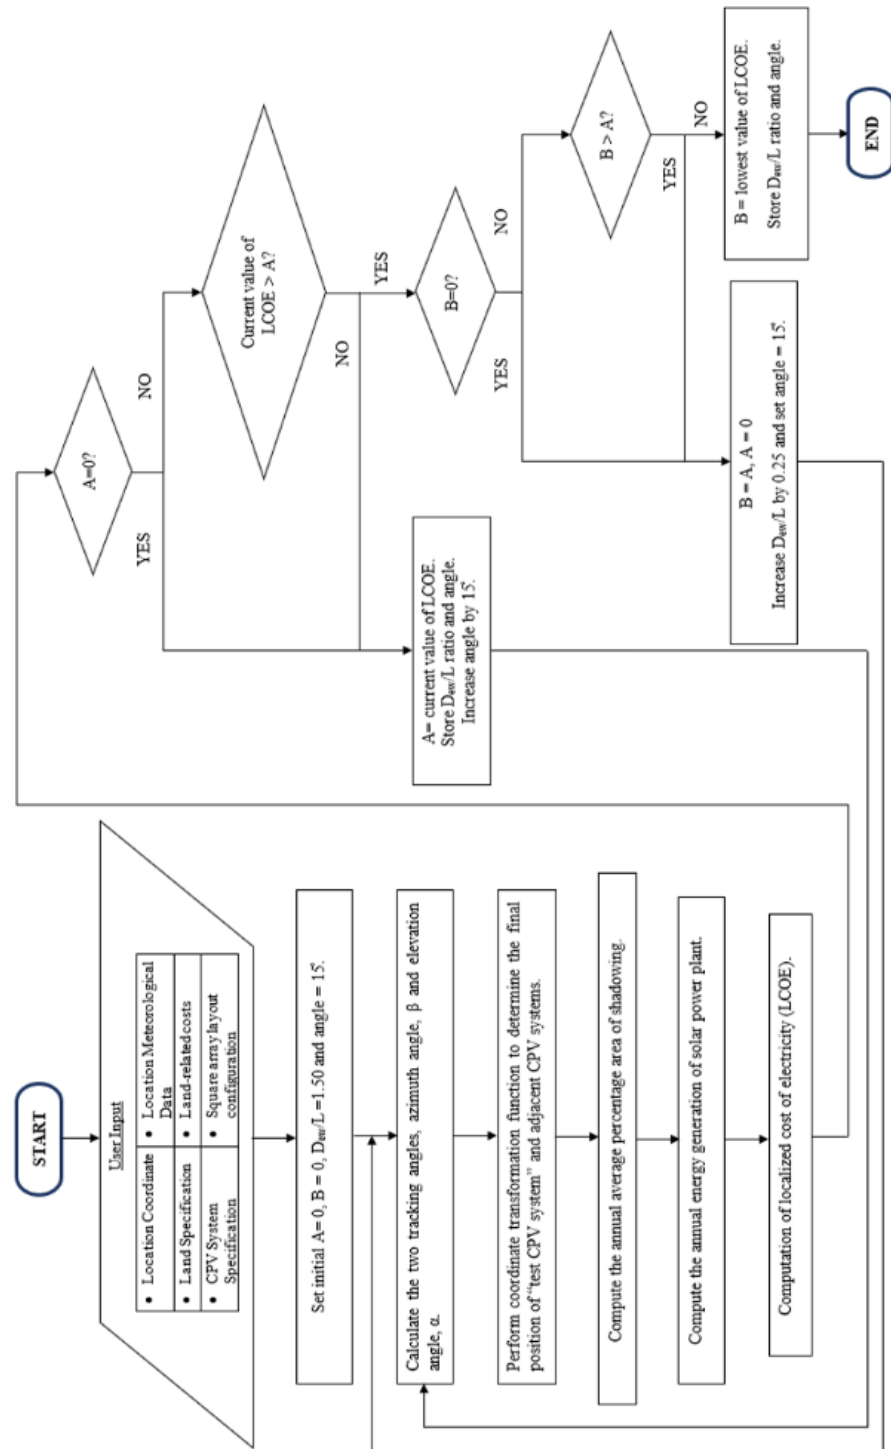 START
User Input
• Location Coordinate
• Location Meteorological
Data
• Land Specification
• Land-related costs
• CPV System
Specification
• Square array layout
configuration
Set initial A= 0, B = 0, Dew/L =1.50 and angle = 15°.
Calculate the two tracking angles, azimuth angle, β and elevation
angle, α.
Perform coordinate transformation function to determine the final
position of “test CPV system” and adjacent CPV systems.
Compute the annual average percentage area of shadowing.
Compute the annual energy generation of solar power plant.
Computation of localized cost of electricity (LCOE).
A=0?
YES
NO
Current value of
LCOE > A?
NO
YES
A= current value of LCOE.
Store Dew/L ratio and angle.
Increase angle by 15°.
B=0?
YES
NO
B > A?
YES
NO
B = A, A = 0
Increase Dew/L by 0.25 and set angle = 15°.
B = lowest value of LCOE.
Store Dew/L ratio and angle.
END